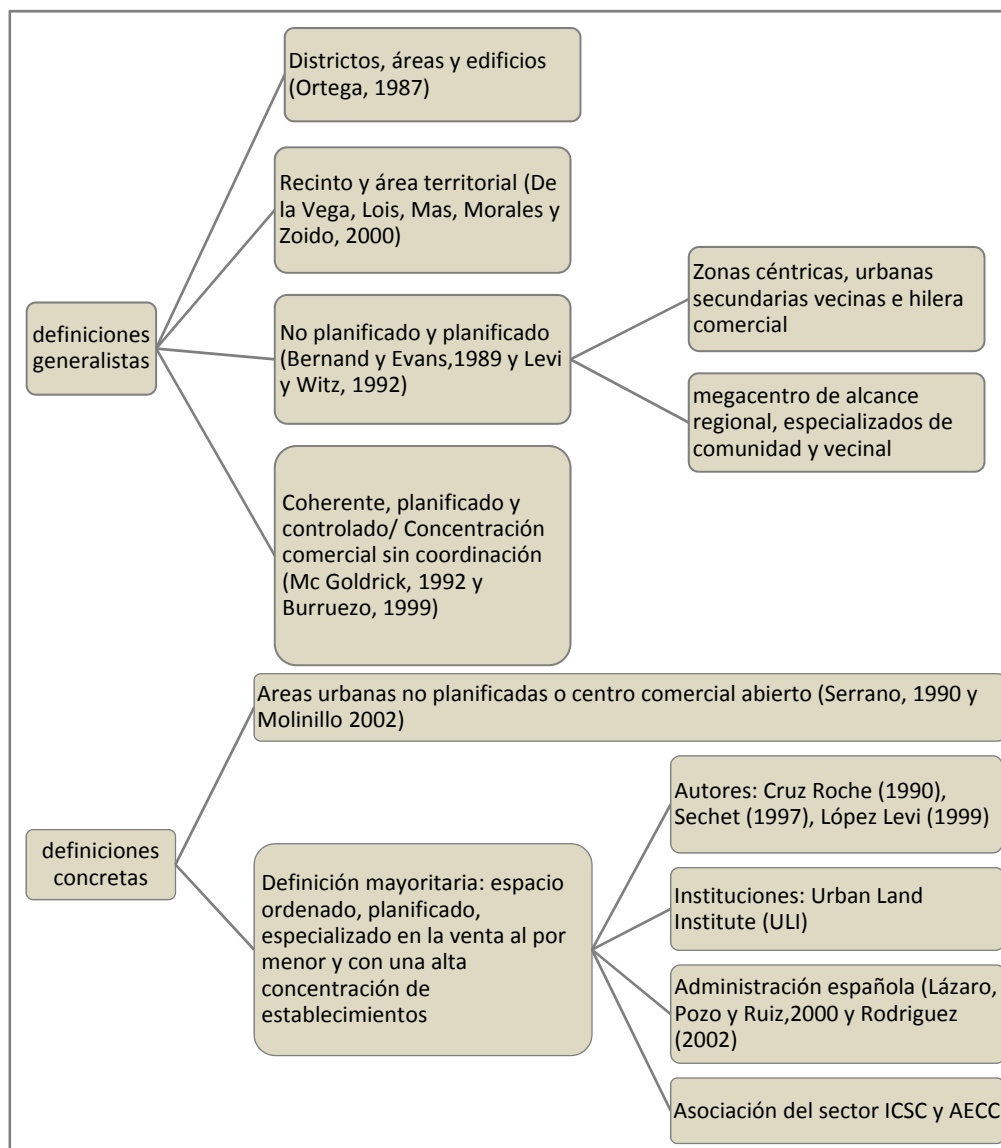 definiciones
generalistas
Districtos, áreas y edificios
(Ortega, 1987)
Recinto y área territorial (De
la Vega, Lois, Mas, Morales y
Zoido, 2000)
No planificado y planificado
(Bernand y Evans,1989 y Levi
y Witz, 1992)
Zonas céntricas, urbanas
secundarias vecinas e hilera
comercial
megacentro de alcance
regional, especializados de
comunidad y vecinal
Coherente, planificado y
controlado/ Concentración
comercial sin coordinación
(Mc Goldrick, 1992 y
Burruezo, 1999)
definiciones
concretas
Areas urbanas no planificadas o centro comercial abierto (Serrano, 1990 y
Molinillo 2002)
Definición mayoritaria: espacio
ordenado, planificado,
especializado en la venta al por
menor y con una alta
concentración de
establecimientos
Autores: Cruz Roche (1990),
Sechet (1997), López Levi (1999)
Instituciones: Urban Land
Institute (ULI)
Administración española (Lázaro,
Pozo y Ruiz,2000 y Rodriguez
(2002)
Asociación del sector ICSC y AECC